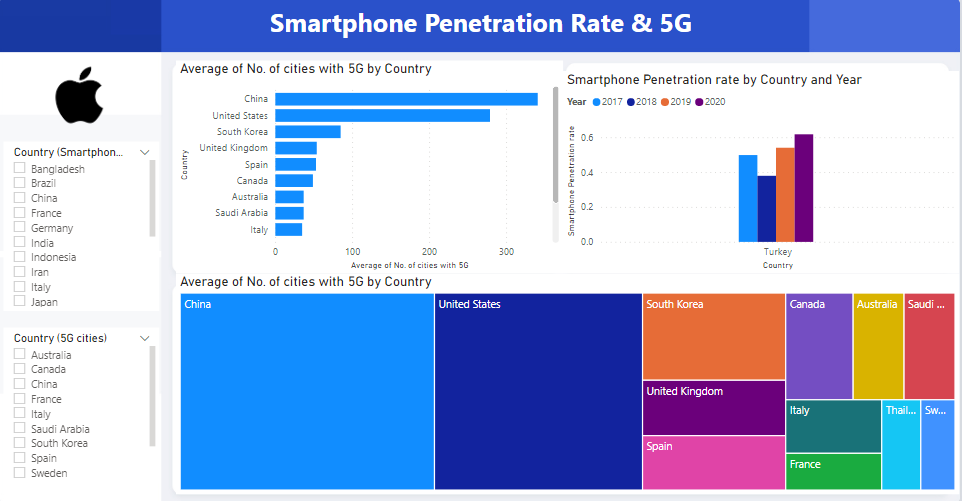 Smartphone Penetration Rate & 5G
Country (Smartphon...
Bangladesh
Brazil
China
France
Germany
India
Indonesia
Iran
Italy
Japan
Country (5G cities)
Australia
Canada
China
France
Italy
Saudi Arabia
South Korea
Spain
Sweden
Average of No. of cities with 5G by Country
Country
China
United States
South Korea
United Kingdom
Spain
Canada
Australia
Saudi Arabia
Italy
0 100 200 300
Average of No. of cities with 5G
Smartphone Penetration rate by Country and Year
Year 2017 2018 2019 2020
Smartphone Penetration rate
0.6
0.4
0.2
0.0
Turkey
Country
Average of No. of cities with 5G by Country
China
United States
South Korea
United Kingdom
Spain
Canada
Australia
Saudi ...
Italy
France
Thail...
Sw...